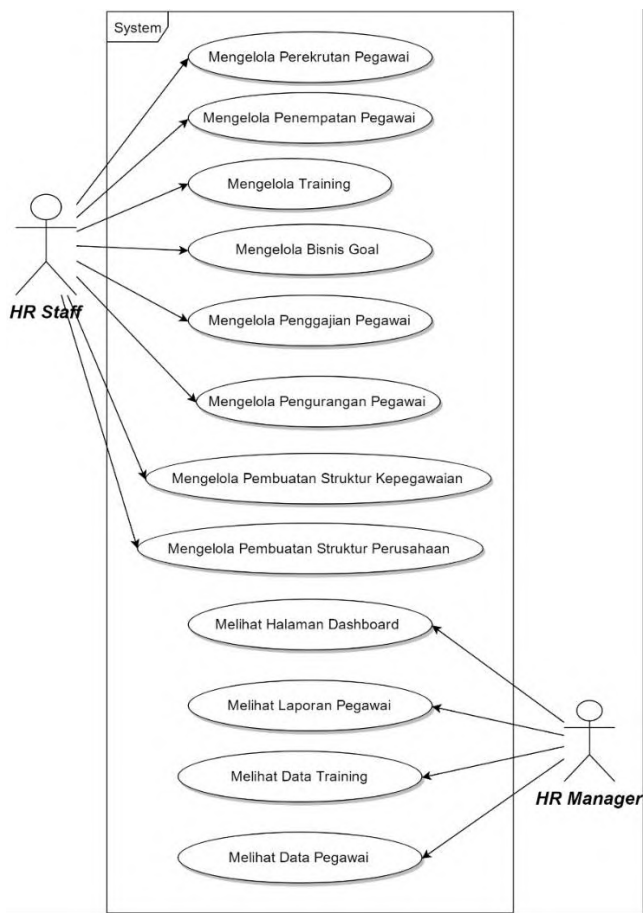 System
Mengelola Perekrutan Pegawai
Mengelola Penempatan Pegawai
Mengelola Training
Mengelola Bisnis Goal
HR Staff
Mengelola Penggajian Pegawai
Mengelola Pengurangan Pegawai
Mengelola Pembuatan Struktur Kepegawaian
Mengelola Pembuatan Struktur Perusahaan
Melihat Halaman Dashboard
Melihat Laporan Pegawai
Melihat Data Training
HR Manager
Melihat Data Pegawai